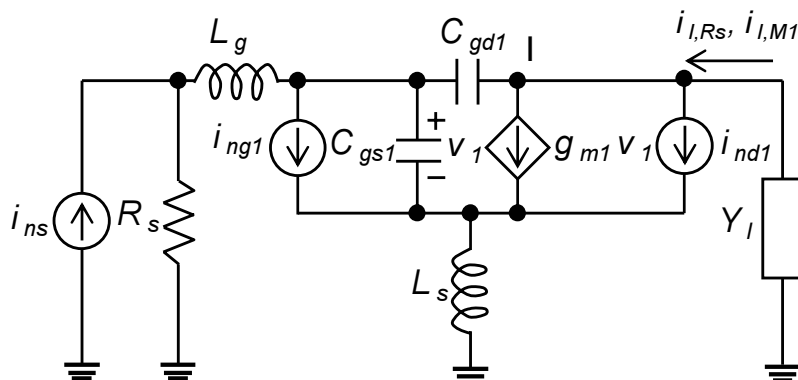 i l,Rs, i l,M1
L g
C gd1
I
i ng1
C gs1
+
v 1
−
g m1 v 1
i nd1
i ns
R s
Y l
L s